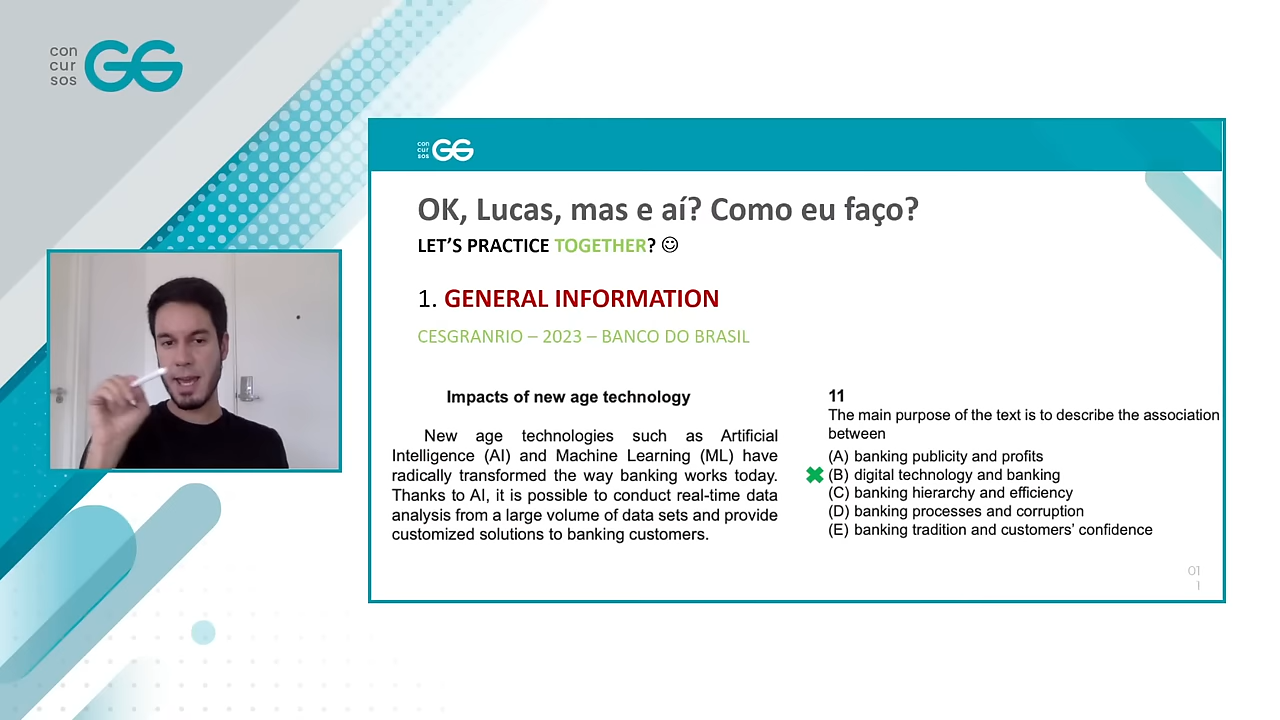 con
cur
sos
GG
con
cur
sos
GG
OK, Lucas, mas e aí? Como eu faço?
LET'S PRACTICE TOGETHER? ☺
1. GENERAL INFORMATION
CESGRANRIO – 2023 – BANCO DO BRASIL
Impacts of new age technology
New age technologies such as Artificial
Intelligence (AI) and Machine Learning (ML) have
radically transformed the way banking works today.
Thanks to AI, it is possible to conduct real-time data
analysis from a large volume of data sets and provide
customized solutions to banking customers.
11
The main purpose of the text is to describe the association
between
(A) banking publicity and profits
(B) digital technology and banking
(C) banking hierarchy and efficiency
(D) banking processes and corruption
(E) banking tradition and customers' confidence
01
1